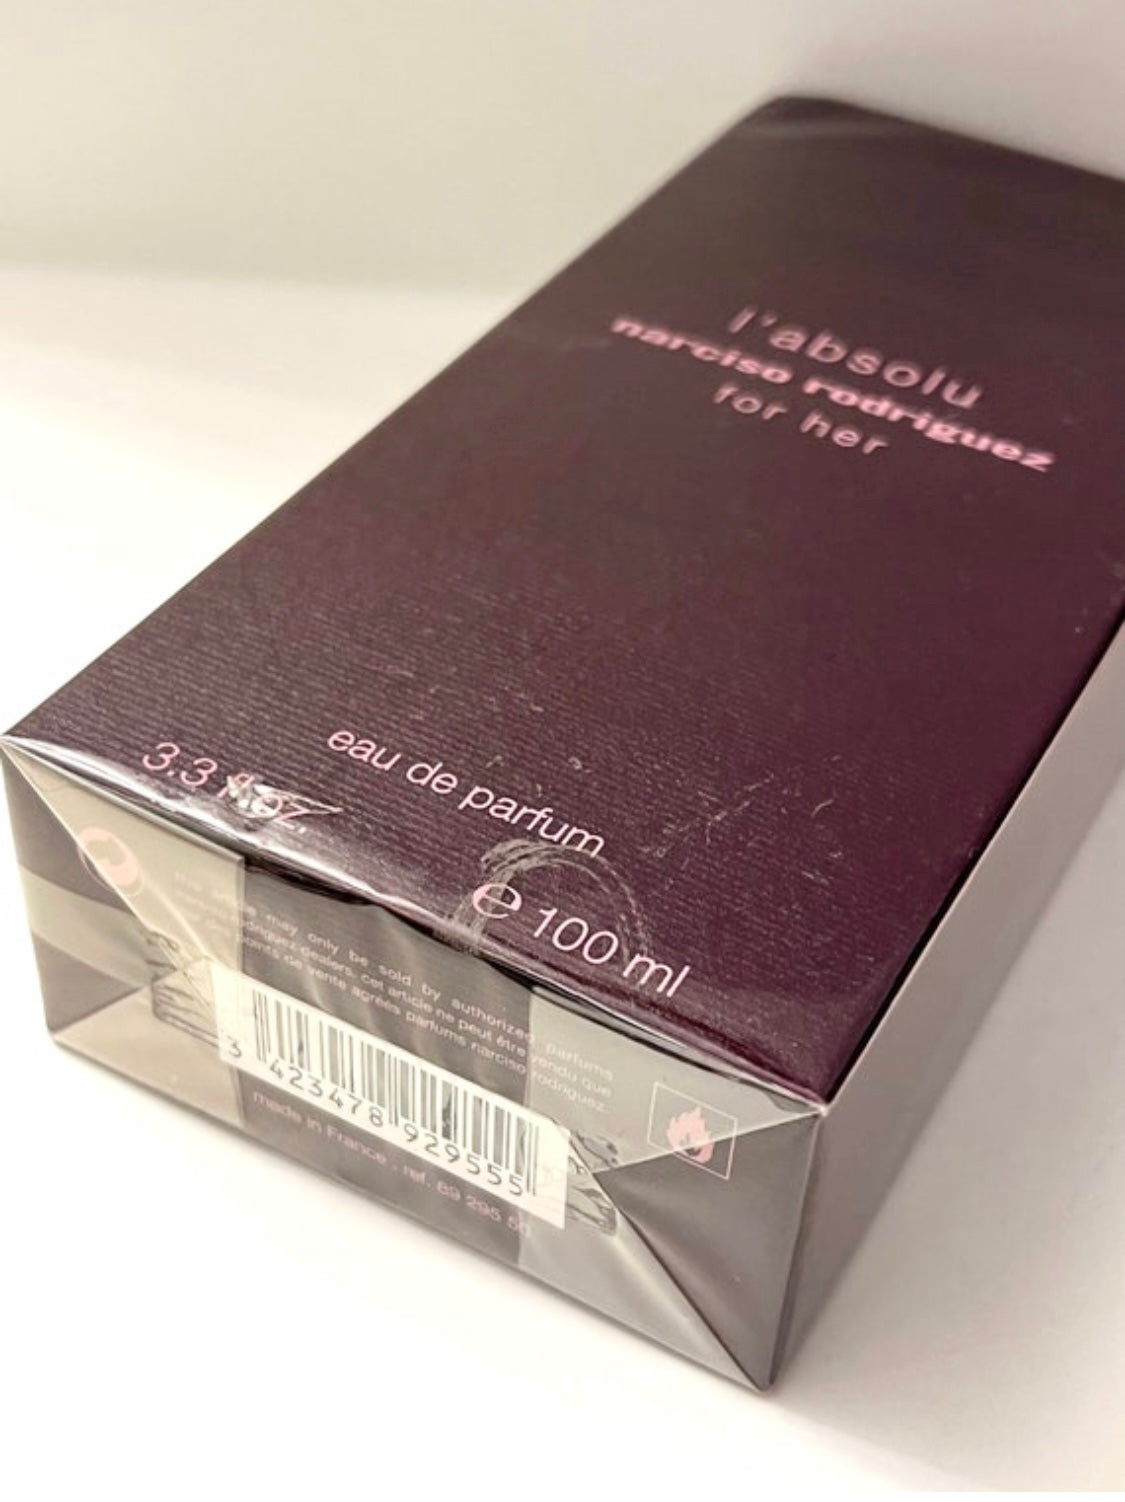 l'absolu
narciso rodriguez
for her
eau de parfum
3.3 fl.oz.
e 100 ml
may only be sold by authorized parfums
dealers. cet article ne peut être vendu que
points de vente agréés parfums narciso rodriguez.
3 423478 929555
made in France - ref. 89 295 5